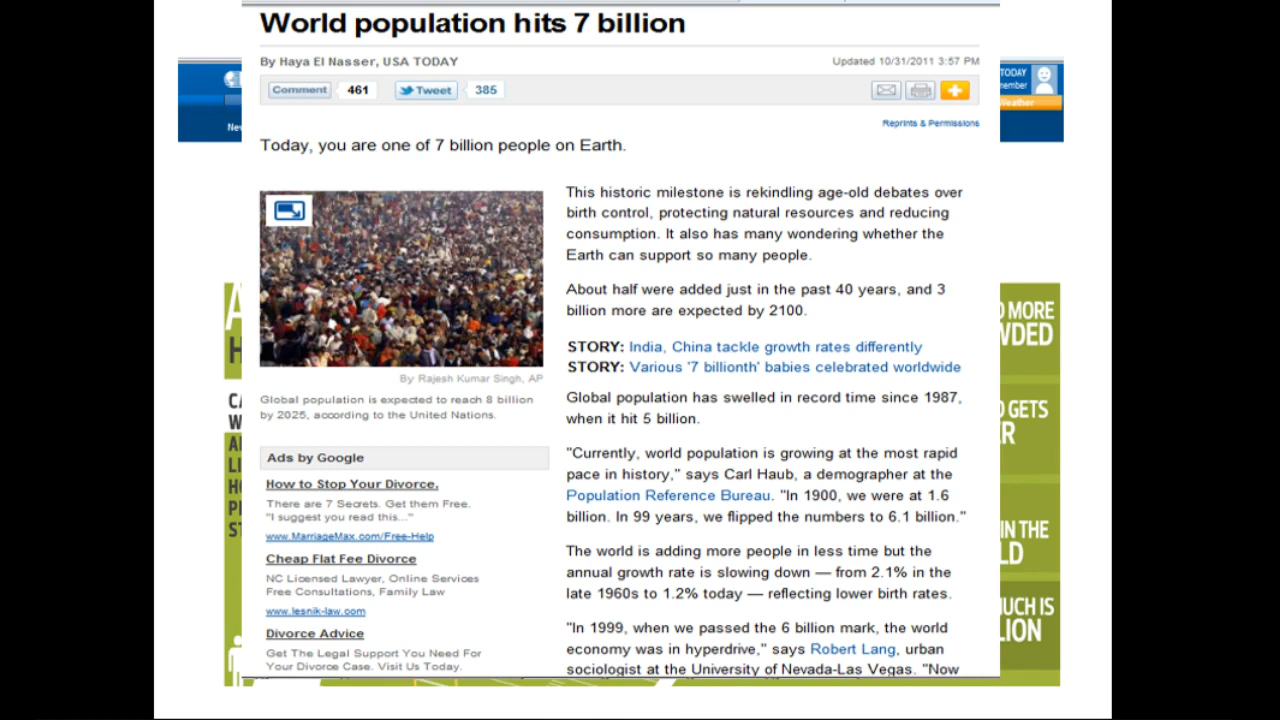 World population hits 7 billion
By Haya El Nasser, USA TODAY
Updated 10/31/2011 3:57 PM
Comment 461 Tweet 385
Reprints & Permissions
Today, you are one of 7 billion people on Earth.
This historic milestone is rekindling age-old debates over
birth control, protecting natural resources and reducing
consumption. It also has many wondering whether the
Earth can support so many people.
About half were added just in the past 40 years, and 3
billion more are expected by 2100.
STORY: India, China tackle growth rates differently
STORY: Various '7 billionth' babies celebrated worldwide
Global population has swelled in record time since 1987,
when it hit 5 billion.
"Currently, world population is growing at the most rapid
pace in history," says Carl Haub, a demographer at the
Population Reference Bureau. "In 1900, we were at 1.6
billion. In 99 years, we flipped the numbers to 6.1 billion."
The world is adding more people in less time but the
annual growth rate is slowing down — from 2.1% in the
late 1960s to 1.2% today — reflecting lower birth rates.
"In 1999, when we passed the 6 billion mark, the world
economy was in hyperdrive," says Robert Lang, urban
sociologist at the University of Nevada-Las Vegas. "Now
By Rajesh Kumar Singh, AP
Global population is expected to reach 8 billion
by 2025, according to the United Nations.
Ads by Google
How to Stop Your Divorce.
There are 7 Secrets. Get them Free.
"I suggest you read this..."
www.MarriageMax.com/Free-Help
Cheap Flat Fee Divorce
NC Licensed Lawyer, Online Services
Free Consultations, Family Law
www.lesnik-law.com
Divorce Advice
Get The Legal Support You Need For
Your Divorce Case. Visit Us Today.
TODAY
Weather
MORE
GETS
IN THE
IS